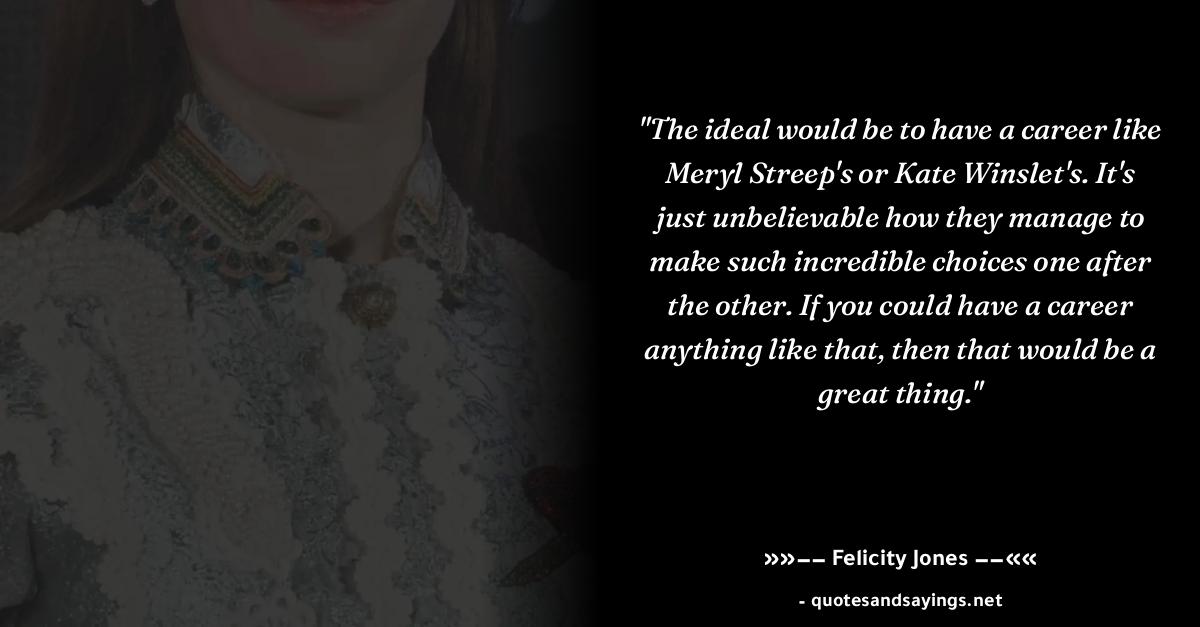 "The ideal would be to have a career like
Meryl Streep's or Kate Winslet's. It's
just unbelievable how they manage to
make such incredible choices one after
the other. If you could have a career
anything like that, then that would be a
great thing."
»»−− Felicity Jones −−««
- quotesandsayings.net